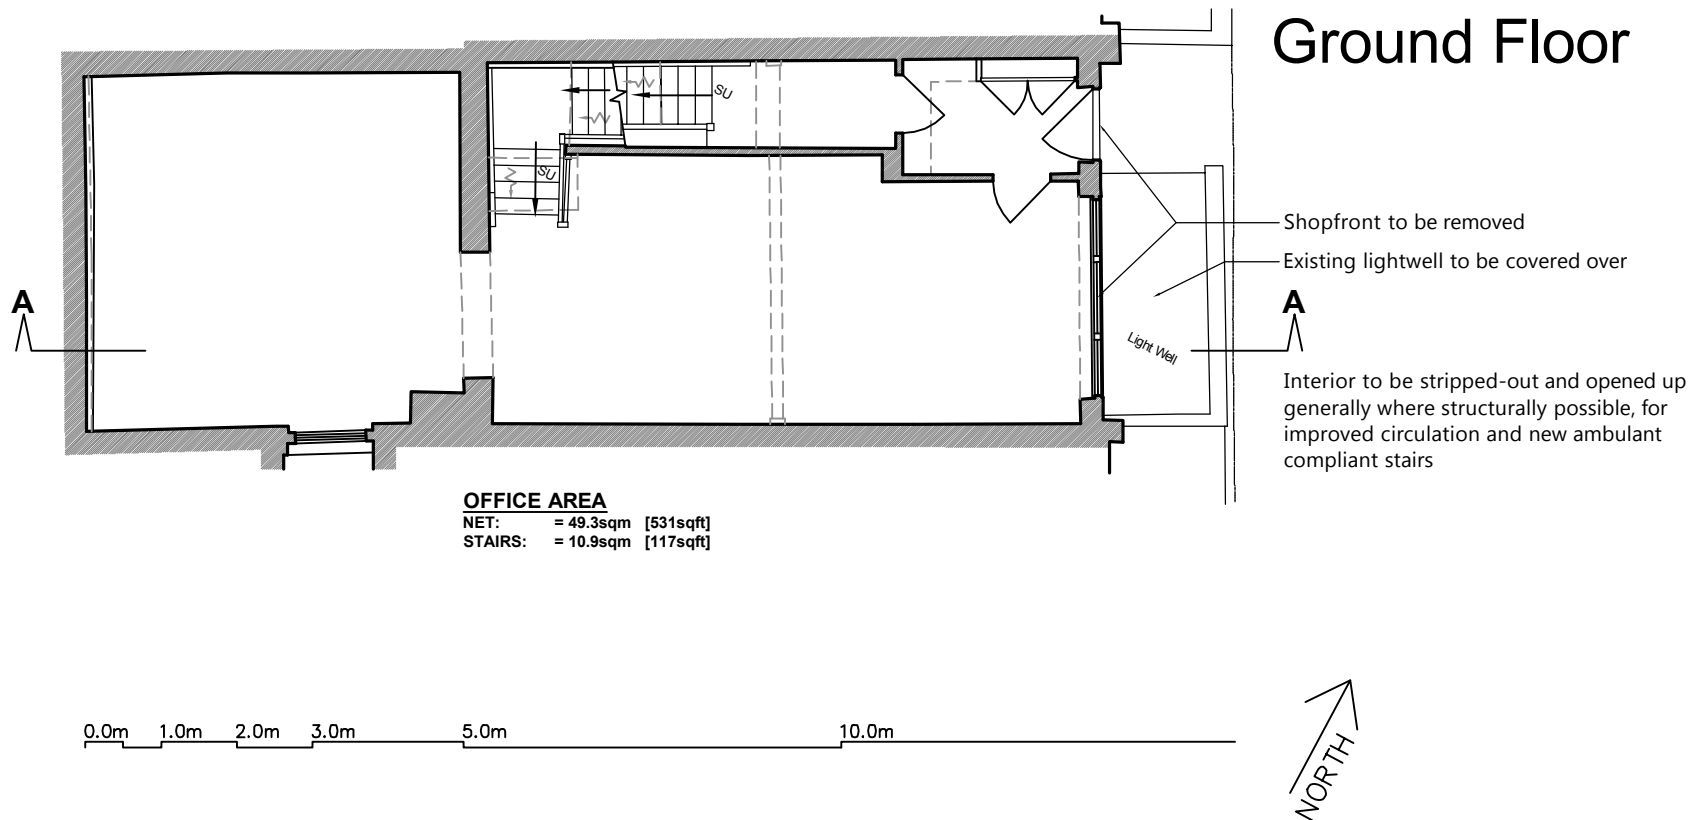 Ground Floor
SU
SU
Shopfront to be removed
Existing lightwell to be covered over
A
A
Light Well
Interior to be stripped-out and opened up
generally where structurally possible, for
improved circulation and new ambulant
compliant stairs
OFFICE AREA
NET: = 49.3sqm [531sqft]
STAIRS: = 10.9sqm [117sqft]
0.0m 1.0m 2.0m 3.0m 5.0m 10.0m
NORTH